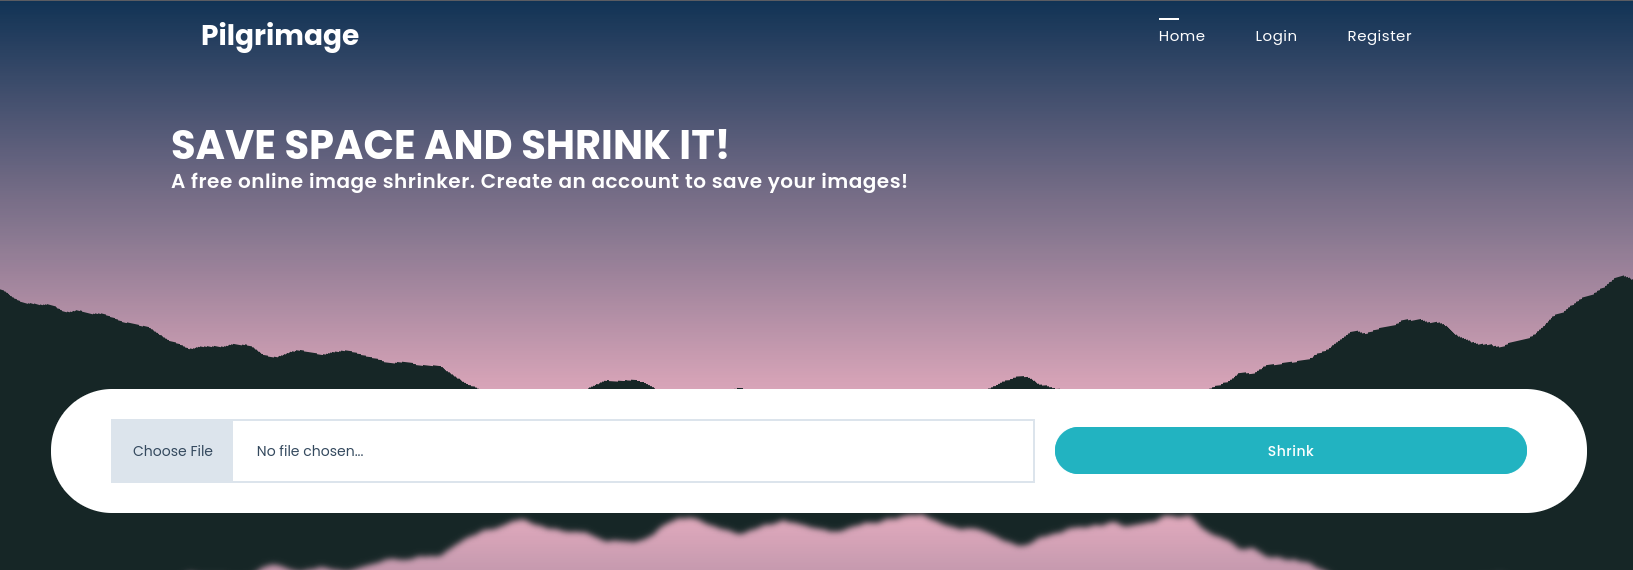 Pilgrimage
Home Login Register
SAVE SPACE AND SHRINK IT!
A free online image shrinker. Create an account to save your images!
Choose File No file chosen... Shrink